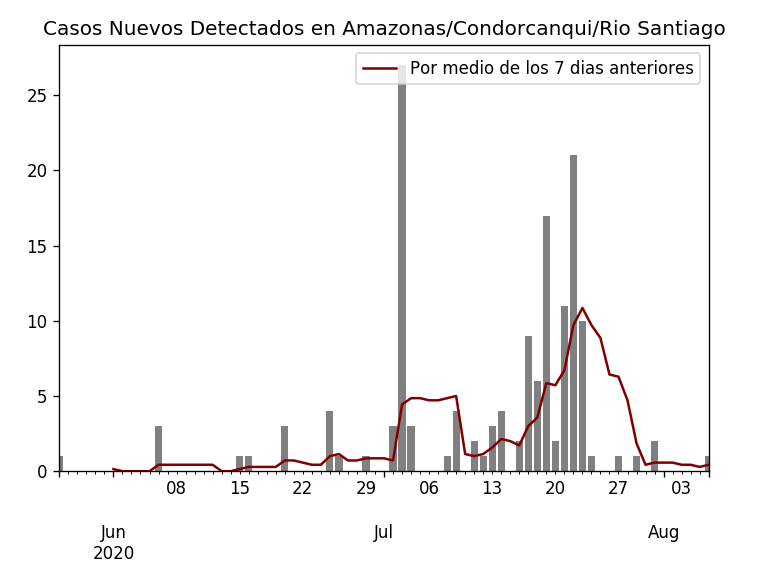 Casos Nuevos Detectados en Amazonas/Condorcanqui/Rio Santiago
Por medio de los 7 dias anteriores
25
20
15
10
5
0
08 15 22 29 06 13 20 27 03
Jun Jul Aug
2020